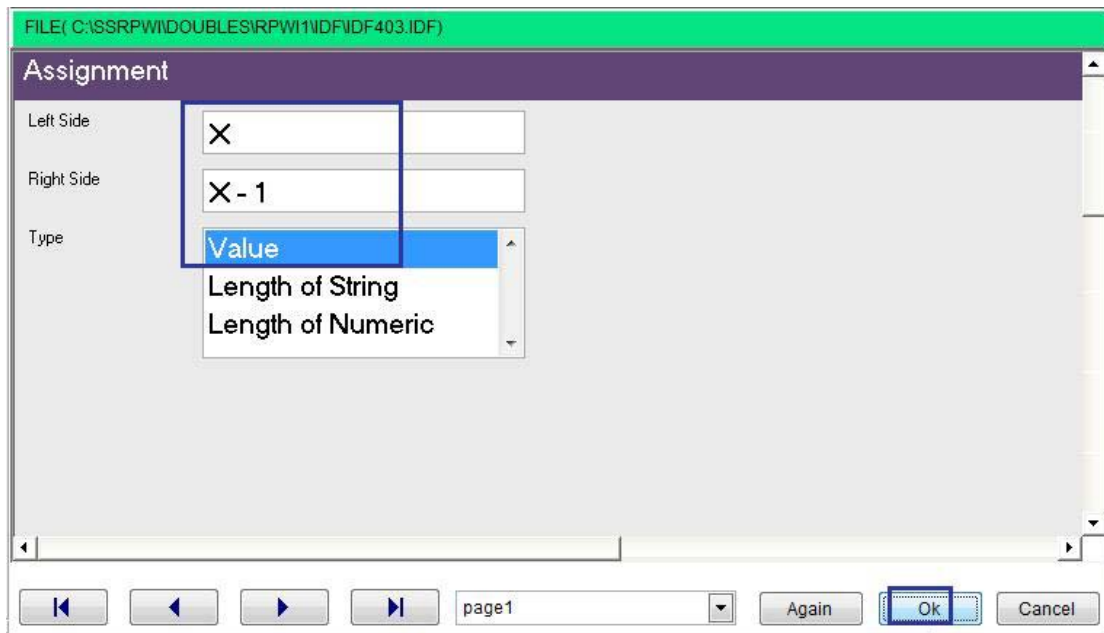 FILE( C:\SSRPWI\DOUBLES\RPWI1\IDF\IDF403.IDF)
Assignment
Left Side
X
Right Side
X - 1
Type
Value
Length of String
Length of Numeric
page1
Again
Ok
Cancel